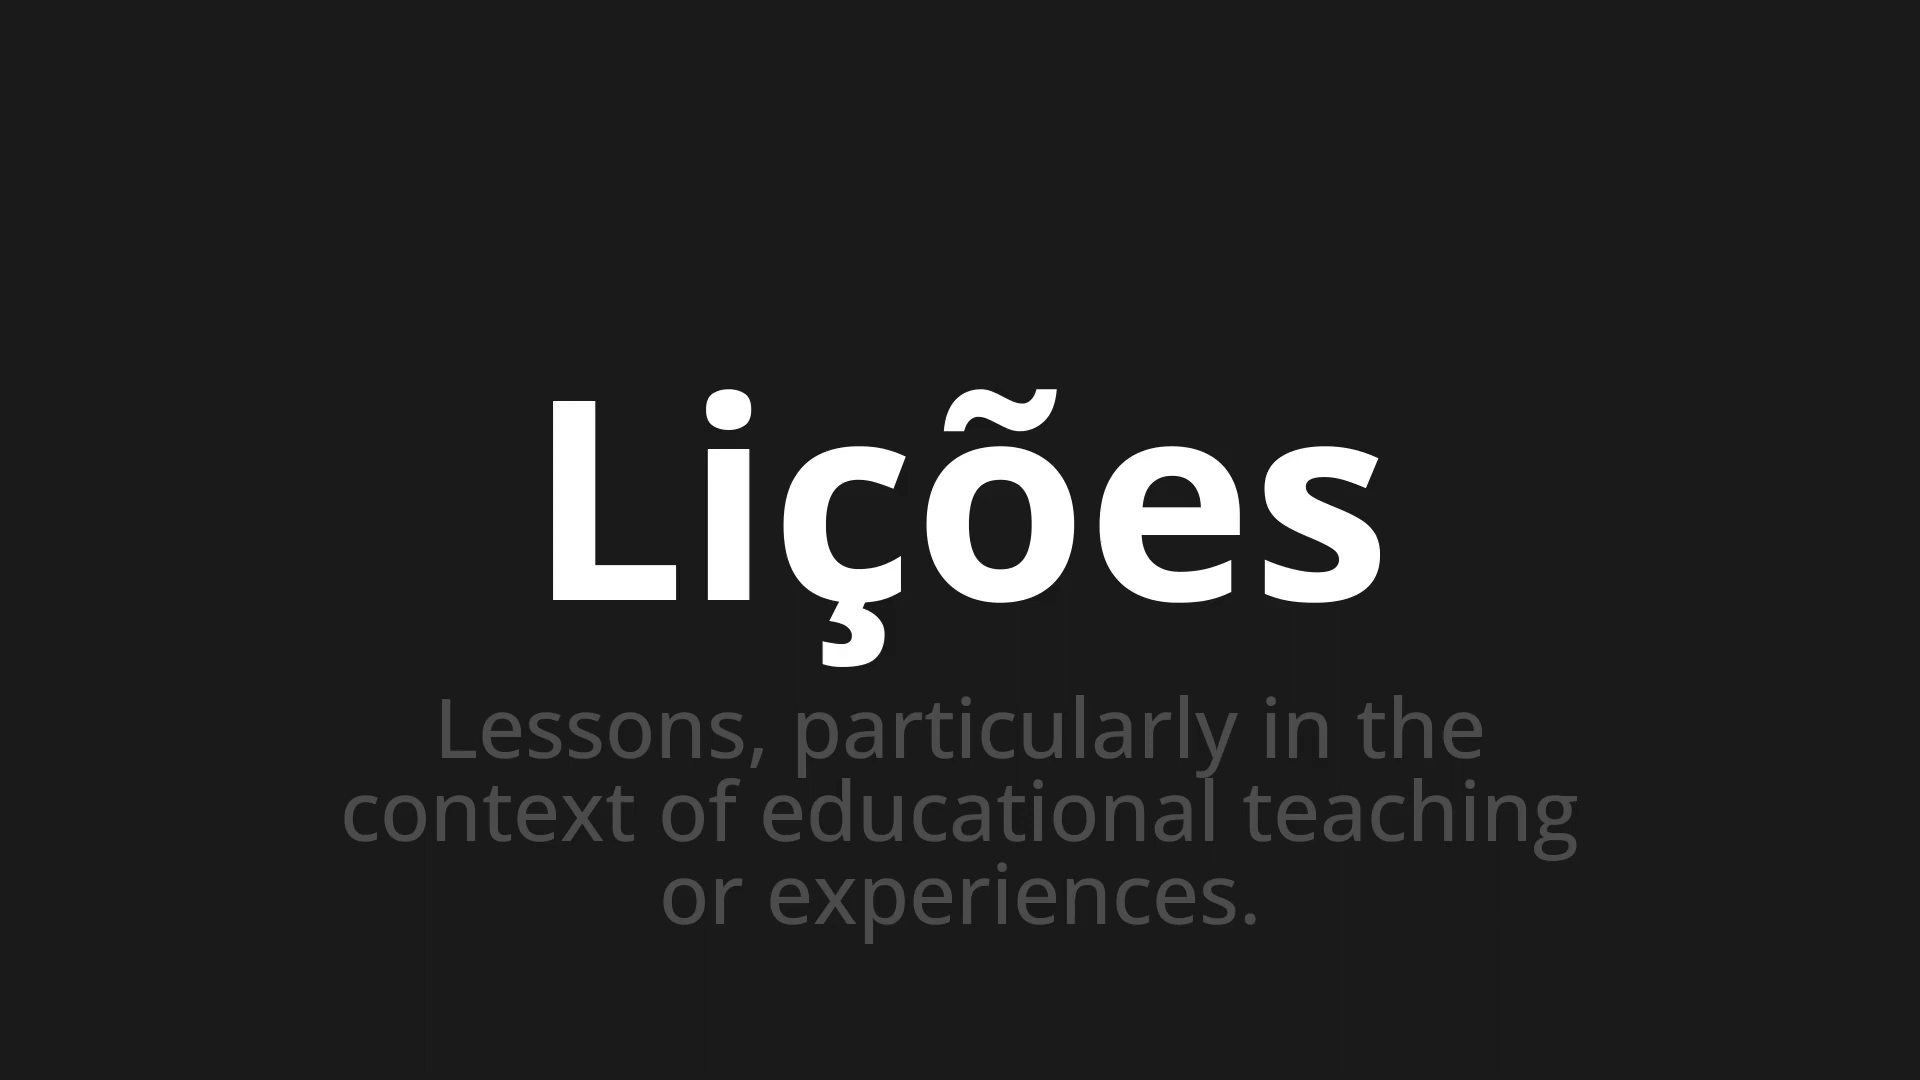 Lições
Lessons, particularly in the
context of educational teaching
or experiences.